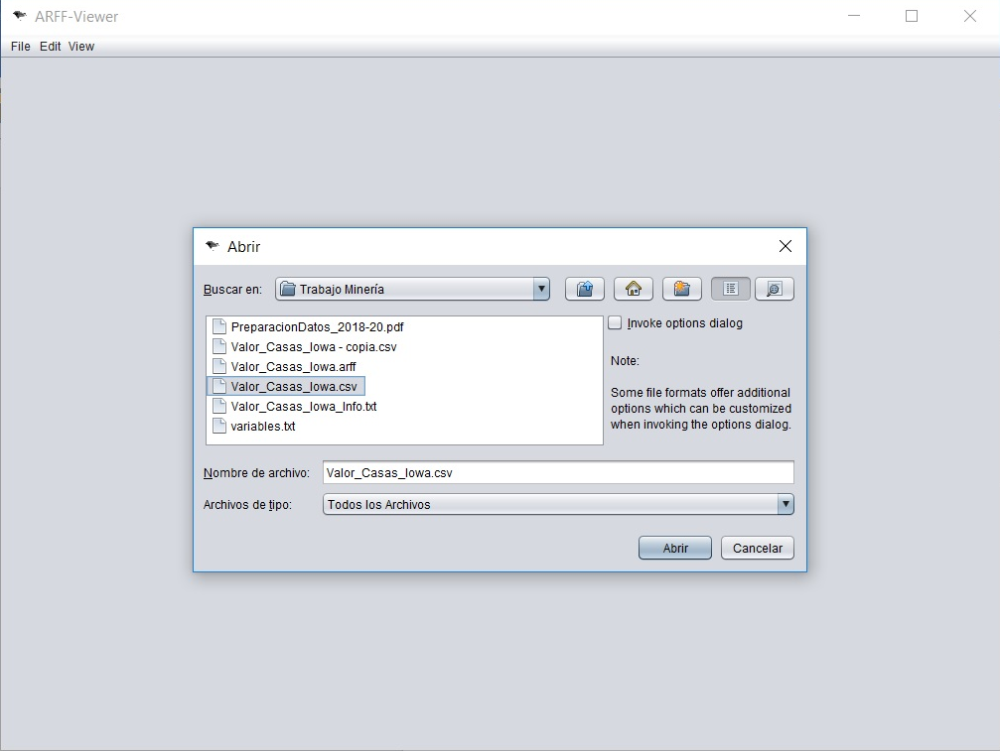 ARFF-Viewer
File Edit View
Abrir
Buscar en: Trabajo Minería
PreparacionDatos_2018-20.pdf
Valor_Casas_Iowa - copia.csv
Valor_Casas_Iowa.arff
Valor_Casas_Iowa.csv
Valor_Casas_Iowa_Info.txt
variables.txt
Invoke options dialog
Note:
Some file formats offer additional
options which can be customized
when invoking the options dialog.
Nombre de archivo: Valor_Casas_Iowa.csv
Archivos de tipo: Todos los Archivos
Abrir Cancelar